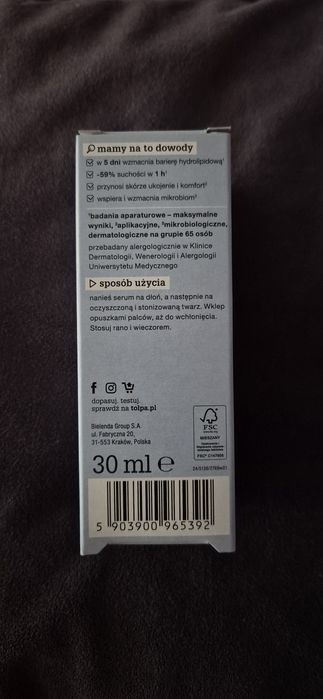 mamy na to dowody
w 5 dni wzmacnia barierę hydrolipidową¹
-59% suchości w 1 h¹
przynosi skórze ukojenie i komfort²
wspiera i wzmacnia mikrobiom³
¹badania aparaturowe – maksymalne
wyniki, ²aplikacyjne, ³mikrobiologiczne,
dermatologiczne na grupie 65 osób
przebadany alergologicznie w Klinice
Dermatologii, Wenerologii i Alergologii
Uniwersytetu Medycznego
sposób użycia
nanieś serum na dłoń, a następnie na
oczyszczoną i stonizowaną twarz. Wklep
opuszkami palców, aż do wchłonięcia.
Stosuj rano i wieczorem.
dopasuj. testuj.
sprawdź na tolpa.pl
Bielenda Group S.A.
ul. Fabryczna 20,
31-553 Kraków, Polska
FSC
MIESZANY
FSC® C147808
30 ml e
5 903900 965392